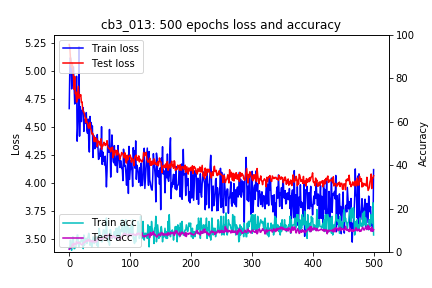 cb3_013: 500 epochs loss and accuracy
Train loss
Test loss
Train acc
Test acc
Loss
5.25
5.00
4.75
4.50
4.25
4.00
3.75
3.50
100
80
60
40
20
0
Accuracy
0
100
200
300
400
500